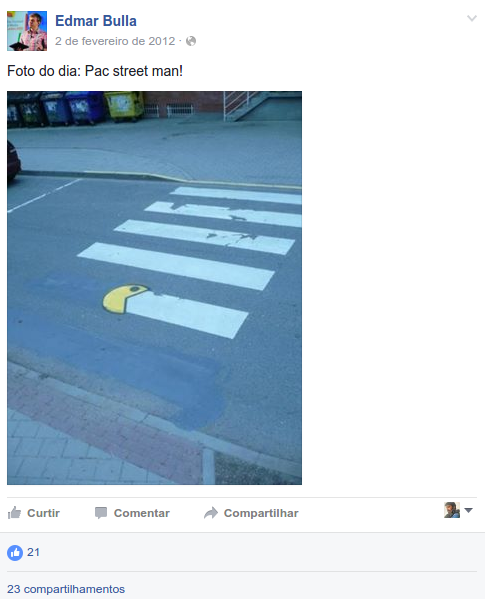 Edmar Bulla
2 de fevereiro de 2012 ·
Foto do dia: Pac street man!
Curtir Comentar Compartilhar
21
23 compartilhamentos